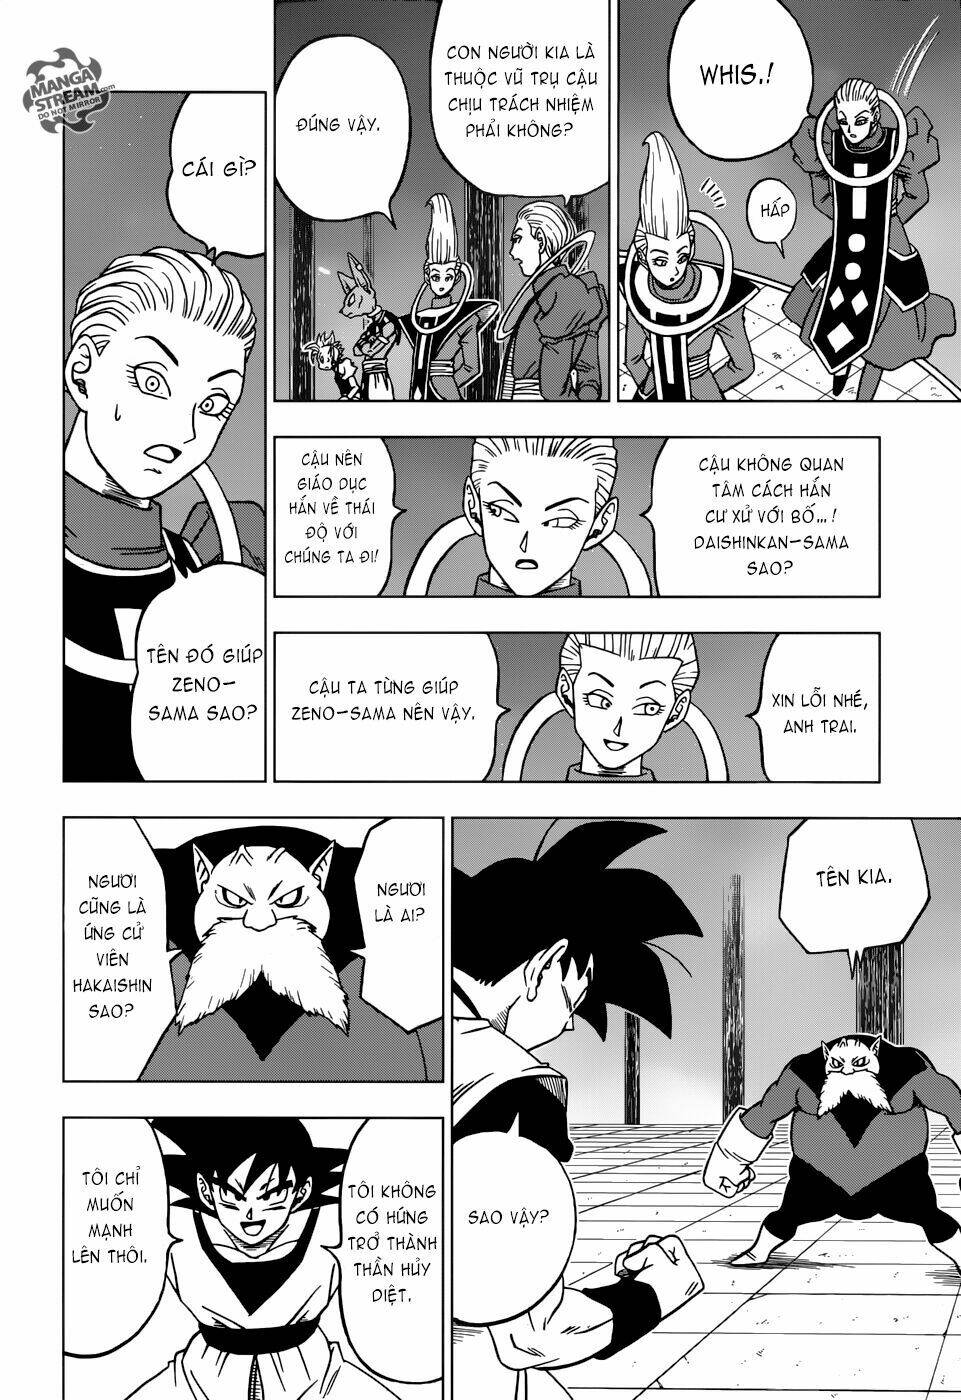 MANGA
STREAM.com
DO NOT MIRROR
WHIS.!
HẤP
CON NGƯỜI KIA LÀ
THUỘC VŨ TRỤ CẬU
CHỊU TRÁCH NHIỆM
PHẢI KHÔNG?
ĐÚNG VẬY.
CẬU KHÔNG QUAN
TÂM CÁCH HẮN
CƯ XỬ VỚI BỐ...!
DAISHINKAN-SAMA
SAO?
CẬU NÊN
GIÁO DỤC
HẮN VỀ THÁI
ĐỘ VỚI
CHÚNG TA ĐI!
XIN LỖI NHÉ,
ANH TRAI.
CẬU TA TỪNG GIÚP
ZENO-SAMA NÊN VẬY.
CÁI GÌ?
TÊN ĐÓ GIÚP
ZENO-
SAMA SAO?
TÊN KIA.
SAO VẬY?
NGƯƠI
LÀ AI?
NGƯƠI
CŨNG LÀ
ỨNG CỬ
VIÊN
HAKAISHIN
SAO?
TÔI KHÔNG
CÓ HỨNG
TRỞ THÀNH
THẦN HỦY
DIỆT.
TÔI CHỈ
MUỐN
MẠNH
LÊN THÔI.